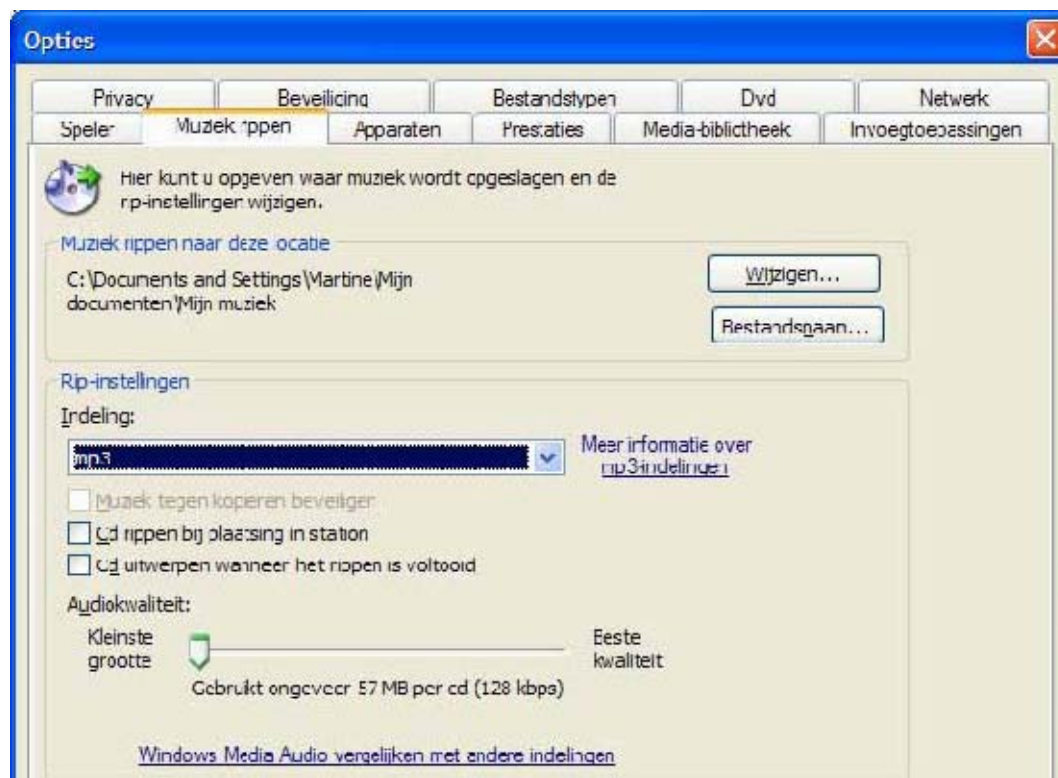 Opties
Privacy Beveiliging Bestandstypen Dvd Netwerk
Speler Muziek rippen Apparaten Prestaties Media-bibliotheek Invoegtoepassingen
Hier kunt u opgeven waar muziek wordt opgeslagen en de
rip-instellingen wijzigen.
Muziek rippen naar deze locatie
C:\Documents and Settings\Martine\Mijn
documenten\Mijn muziek
Wijzigen...
Bestandsnaam...
Rip-instellingen
Indeling:
mp3
Meer informatie over
mp3-indelingen
Muziek tegen kopiëren beveiligen
Cd rippen bij plaatsing in station
Cd uitwerpen wanneer het rippen is voltooid
Audiokwaliteit:
Kleinste
grootte
Beste
kwaliteit
Gebruikt ongeveer 57 MB per cd (128 kbps)
Windows Media Audio vergelijken met andere indelingen